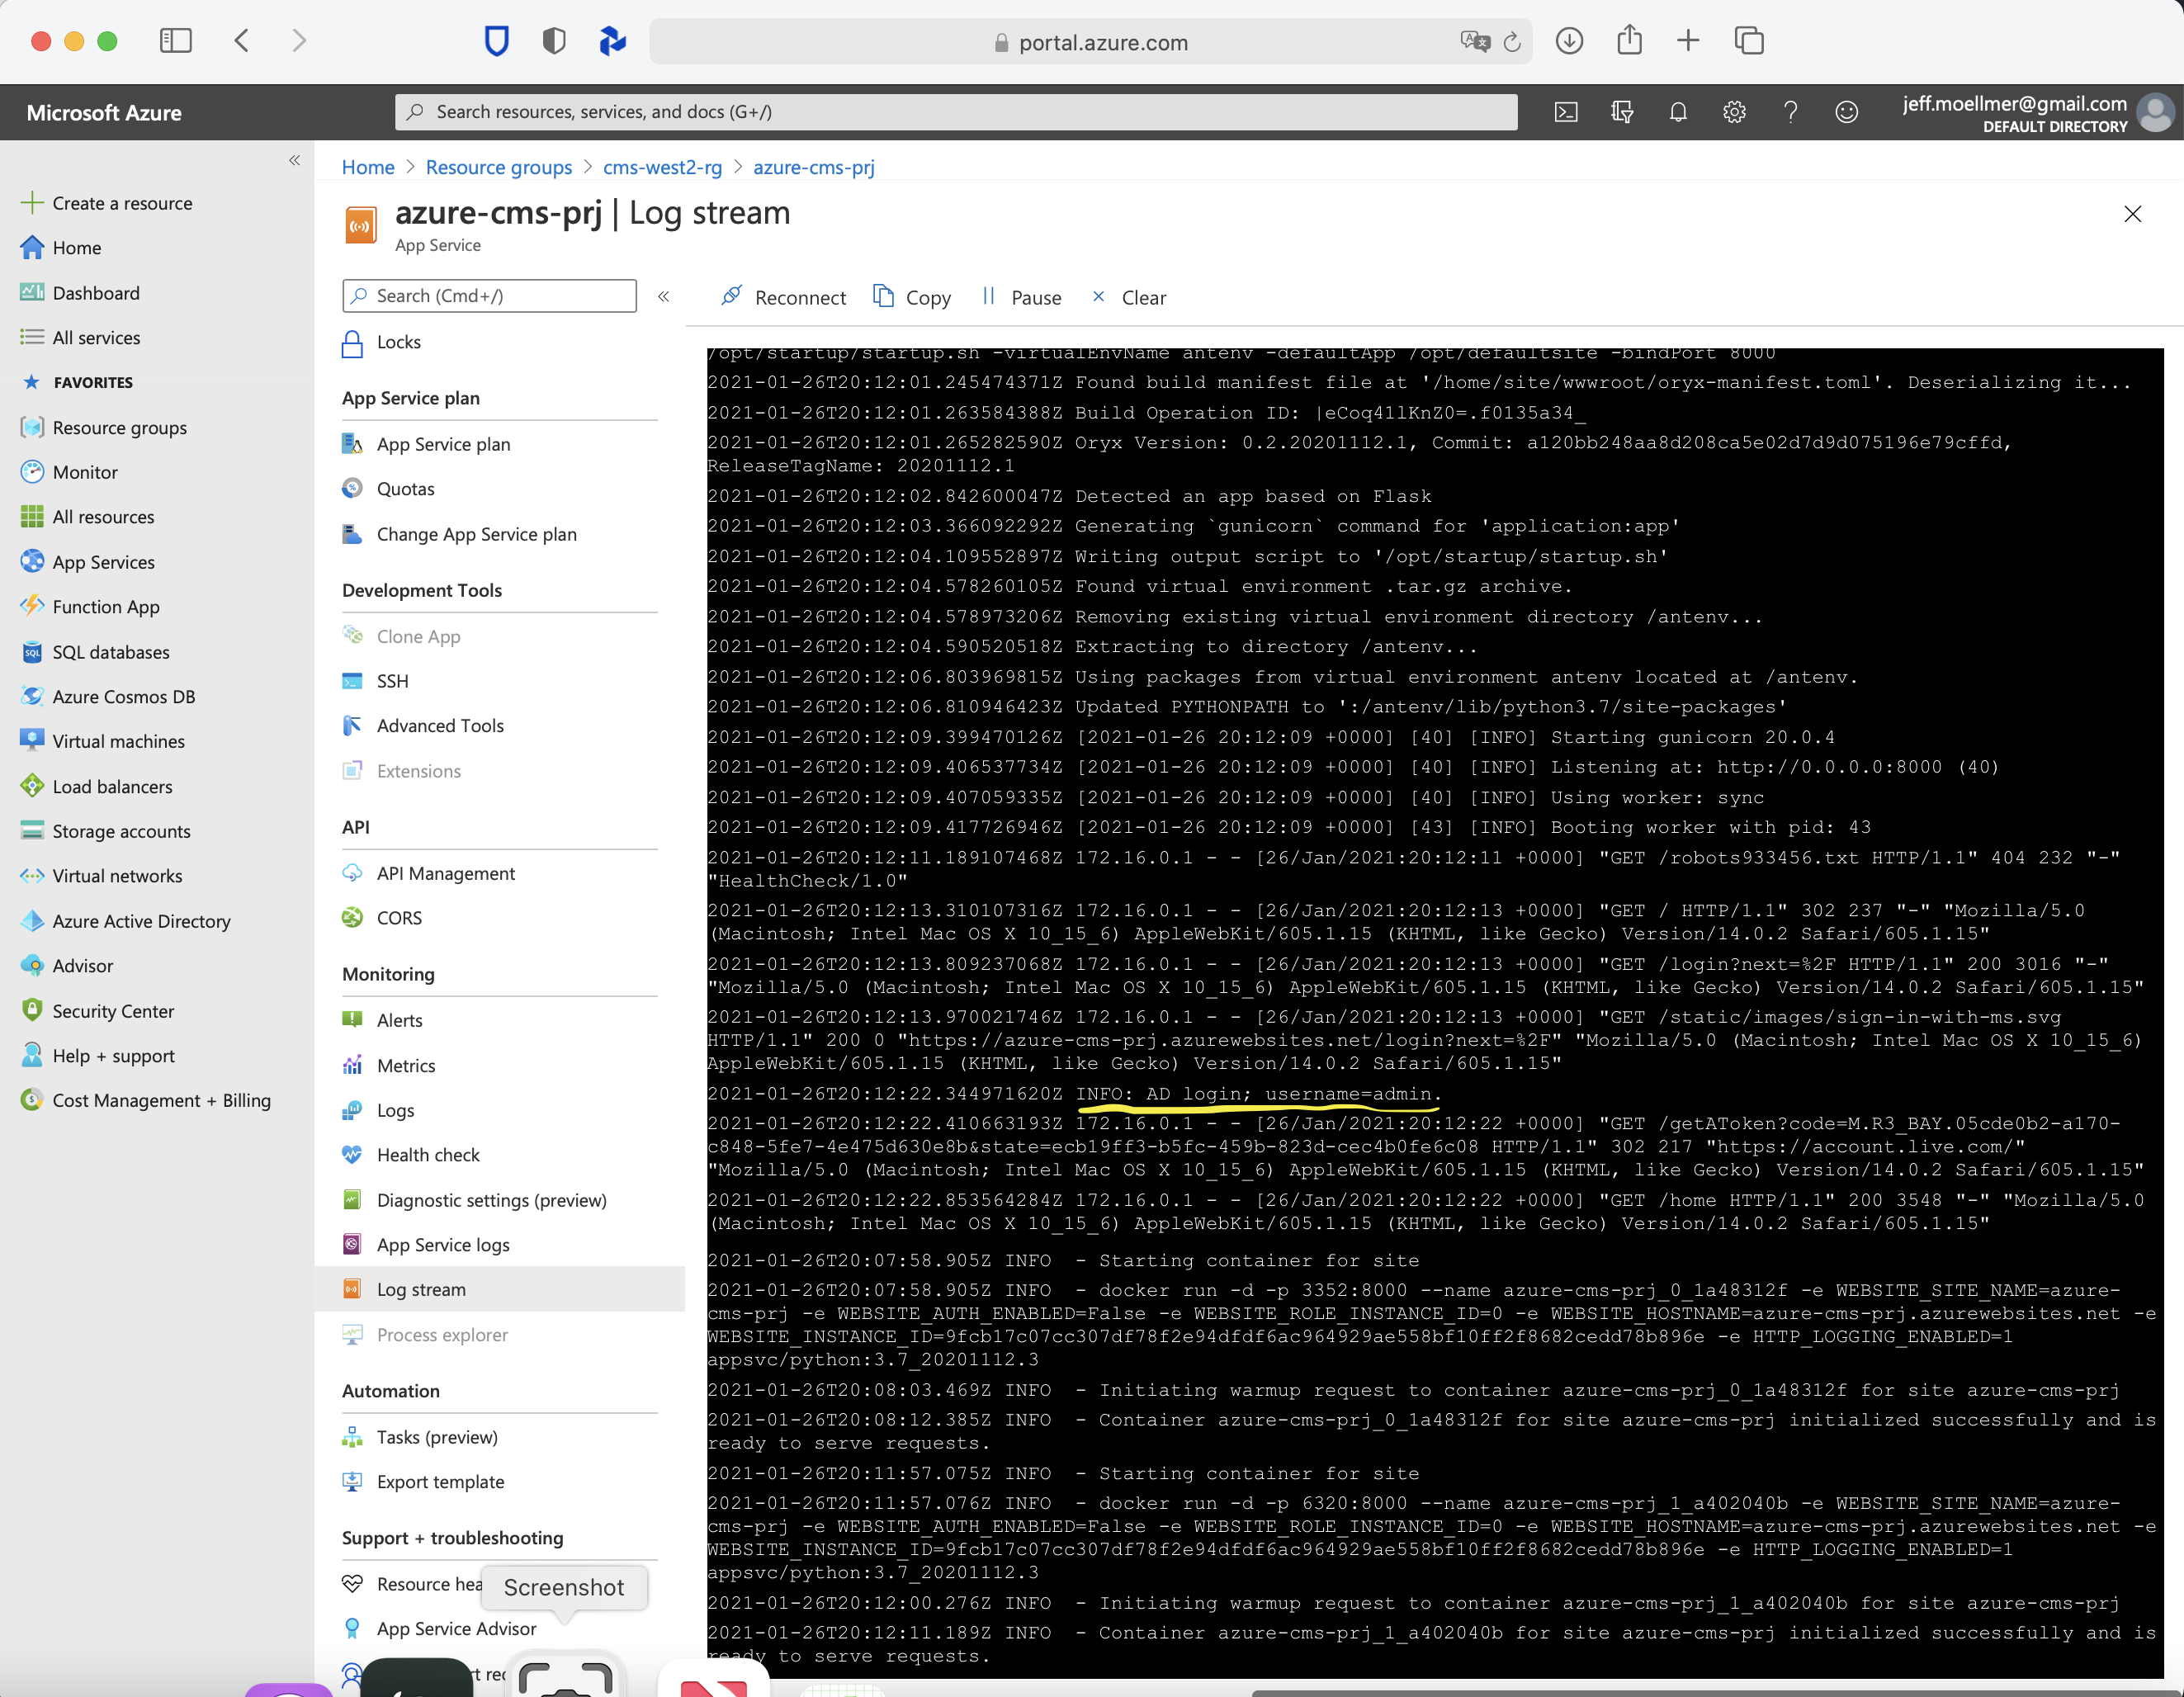 portal.azure.com
Microsoft Azure
Search resources, services, and docs (G+/)
jeff.moellmer@gmail.com
DEFAULT DIRECTORY
Create a resource
Home
Dashboard
All services
FAVORITES
Resource groups
Monitor
All resources
App Services
Function App
SQL databases
Azure Cosmos DB
Virtual machines
Load balancers
Storage accounts
Virtual networks
Azure Active Directory
Advisor
Security Center
Help + support
Cost Management + Billing
Home > Resource groups > cms-west2-rg > azure-cms-prj
azure-cms-prj | Log stream
App Service
Search (Cmd+/)
Locks
App Service plan
App Service plan
Quotas
Change App Service plan
Development Tools
Clone App
SSH
Advanced Tools
Extensions
API
API Management
CORS
Monitoring
Alerts
Metrics
Logs
Health check
Diagnostic settings (preview)
App Service logs
Log stream
Process explorer
Automation
Tasks (preview)
Export template
Support + troubleshooting
Resource hea
Screenshot
App Service Advisor
Reconnect Copy Pause Clear
/opt/startup/startup.sh -virtualEnvName antenv -defaultApp /opt/defaultsite -bindPort 8000
2021-01-26T20:12:01.245474371Z Found build manifest file at '/home/site/wwwroot/oryx-manifest.toml'. Deserializing it...
2021-01-26T20:12:01.263584388Z Build Operation ID: |eCoq41lKnZ0=.f0135a34_
2021-01-26T20:12:01.265282590Z Oryx Version: 0.2.20201112.1, Commit: a120bb248aa8d208ca5e02d7d9d075196e79cffd,
ReleaseTagName: 20201112.1
2021-01-26T20:12:02.842600047Z Detected an app based on Flask
2021-01-26T20:12:03.366092292Z Generating `gunicorn` command for 'application:app'
2021-01-26T20:12:04.109552897Z Writing output script to '/opt/startup/startup.sh'
2021-01-26T20:12:04.578260105Z Found virtual environment .tar.gz archive.
2021-01-26T20:12:04.578973206Z Removing existing virtual environment directory /antenv...
2021-01-26T20:12:04.590520518Z Extracting to directory /antenv...
2021-01-26T20:12:06.803969815Z Using packages from virtual environment antenv located at /antenv.
2021-01-26T20:12:06.810946423Z Updated PYTHONPATH to ':/antenv/lib/python3.7/site-packages'
2021-01-26T20:12:09.399470126Z [2021-01-26 20:12:09 +0000] [40] [INFO] Starting gunicorn 20.0.4
2021-01-26T20:12:09.406537734Z [2021-01-26 20:12:09 +0000] [40] [INFO] Listening at: http://0.0.0.0:8000 (40)
2021-01-26T20:12:09.407059335Z [2021-01-26 20:12:09 +0000] [40] [INFO] Using worker: sync
2021-01-26T20:12:09.417726946Z [2021-01-26 20:12:09 +0000] [43] [INFO] Booting worker with pid: 43
2021-01-26T20:12:11.189107468Z 172.16.0.1 - - [26/Jan/2021:20:12:11 +0000] "GET /robots933456.txt HTTP/1.1" 404 232 "-"
"HealthCheck/1.0"
2021-01-26T20:12:13.310107316Z 172.16.0.1 - - [26/Jan/2021:20:12:13 +0000] "GET / HTTP/1.1" 302 237 "-" "Mozilla/5.0
(Macintosh; Intel Mac OS X 10_15_6) AppleWebKit/605.1.15 (KHTML, like Gecko) Version/14.0.2 Safari/605.1.15"
2021-01-26T20:12:13.809237068Z 172.16.0.1 - - [26/Jan/2021:20:12:13 +0000] "GET /login?next=%2F HTTP/1.1" 200 3016 "-"
"Mozilla/5.0 (Macintosh; Intel Mac OS X 10_15_6) AppleWebKit/605.1.15 (KHTML, like Gecko) Version/14.0.2 Safari/605.1.15"
2021-01-26T20:12:13.970021746Z 172.16.0.1 - - [26/Jan/2021:20:12:13 +0000] "GET /static/images/sign-in-with-ms.svg
HTTP/1.1" 200 0 "https://azure-cms-prj.azurewebsites.net/login?next=%2F" "Mozilla/5.0 (Macintosh; Intel Mac OS X 10_15_6)
AppleWebKit/605.1.15 (KHTML, like Gecko) Version/14.0.2 Safari/605.1.15"
2021-01-26T20:12:22.344971620Z INFO: AD login; username=admin.
2021-01-26T20:12:22.410663193Z 172.16.0.1 - - [26/Jan/2021:20:12:22 +0000] "GET /getAToken?code=M.R3_BAY.05cde0b2-a170-
c848-5fe7-4e475d630e8b&state=ecb19ff3-b5fc-459b-823d-cec4b0fe6c08 HTTP/1.1" 302 217 "https://account.live.com/"
"Mozilla/5.0 (Macintosh; Intel Mac OS X 10_15_6) AppleWebKit/605.1.15 (KHTML, like Gecko) Version/14.0.2 Safari/605.1.15"
2021-01-26T20:12:22.853564284Z 172.16.0.1 - - [26/Jan/2021:20:12:22 +0000] "GET /home HTTP/1.1" 200 3548 "-" "Mozilla/5.0
(Macintosh; Intel Mac OS X 10_15_6) AppleWebKit/605.1.15 (KHTML, like Gecko) Version/14.0.2 Safari/605.1.15"
2021-01-26T20:07:58.905Z INFO - Starting container for site
2021-01-26T20:07:58.905Z INFO - docker run -d -p 3352:8000 --name azure-cms-prj_0_1a48312f -e WEBSITE_SITE_NAME=azure-
cms-prj -e WEBSITE_AUTH_ENABLED=False -e WEBSITE_ROLE_INSTANCE_ID=0 -e WEBSITE_HOSTNAME=azure-cms-prj.azurewebsites.net -e
WEBSITE_INSTANCE_ID=9fcb17c07cc307df78f2e94dfdf6ac964929ae558bf10ff2f8682cedd78b896e -e HTTP_LOGGING_ENABLED=1
appsvc/python:3.7_20201112.3
2021-01-26T20:08:03.469Z INFO - Initiating warmup request to container azure-cms-prj_0_1a48312f for site azure-cms-prj
2021-01-26T20:08:12.385Z INFO - Container azure-cms-prj_0_1a48312f for site azure-cms-prj initialized successfully and is
ready to serve requests.
2021-01-26T20:11:57.075Z INFO - Starting container for site
2021-01-26T20:11:57.076Z INFO - docker run -d -p 6320:8000 --name azure-cms-prj_1_a402040b -e WEBSITE_SITE_NAME=azure-
cms-prj -e WEBSITE_AUTH_ENABLED=False -e WEBSITE_ROLE_INSTANCE_ID=0 -e WEBSITE_HOSTNAME=azure-cms-prj.azurewebsites.net -e
WEBSITE_INSTANCE_ID=9fcb17c07cc307df78f2e94dfdf6ac964929ae558bf10ff2f8682cedd78b896e -e HTTP_LOGGING_ENABLED=1
appsvc/python:3.7_20201112.3
2021-01-26T20:12:00.276Z INFO - Initiating warmup request to container azure-cms-prj_1_a402040b for site azure-cms-prj
2021-01-26T20:12:11.189Z INFO - Container azure-cms-prj_1_a402040b for site azure-cms-prj initialized successfully and is
ready to serve requests.